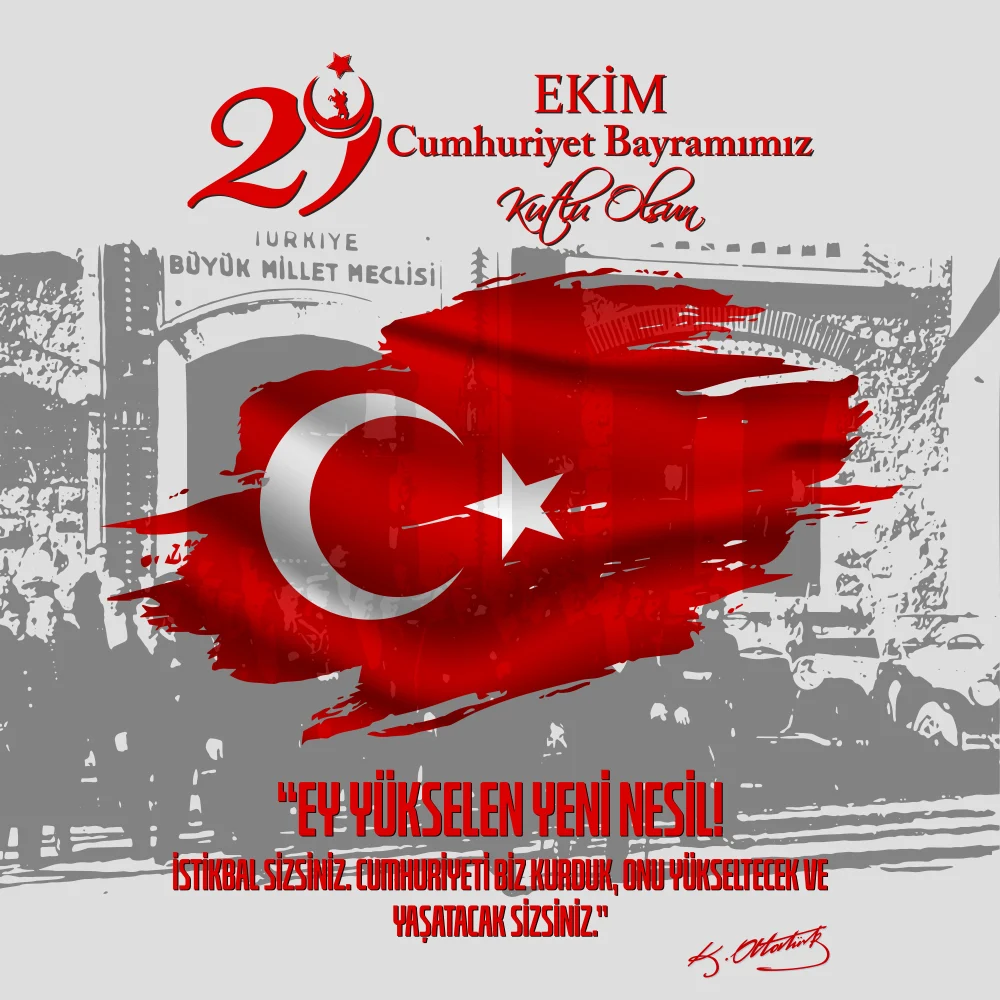 29 EKİM
Cumhuriyet Bayramımız
Kutlu Olsun
TÜRKİYE
BÜYÜK MİLLET MECLİSİ
“EY YÜKSELEN YENİ NESİL!
İSTİKBAL SİZSİNİZ. CUMHURİYETİ BİZ KURDUK, ONU YÜKSELTECEK VE
YAŞATACAK SİZSİNİZ.”
K. Atatürk